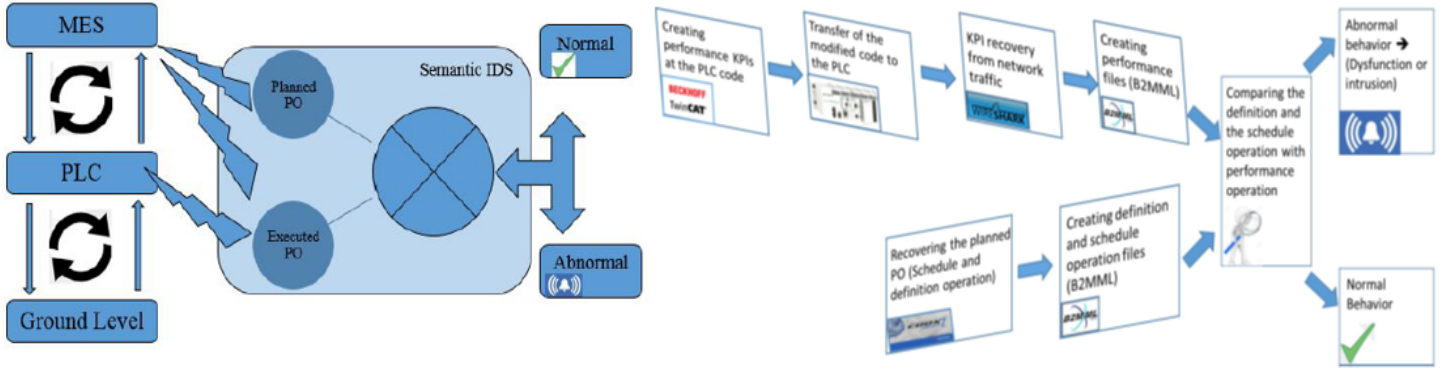 MES
PLC
Ground Level
Semantic IDS
Planned
PO
Executed
PO
Normal
Abnormal
Creating
performance KPIs
at the PLC code
BECKHOFF
TwinCAT
Transfer of the
modified code to
the PLC
KPI recovery
from network
traffic
WIRESHARK
Creating
performance
files (B2MML)
B2MML
Recovering the planned
PO (Schedule and
definition operation)
Creating definition
and schedule
operation files
(B2MML)
B2MML
Comparing the
definition and
the schedule
operation with
performance
operation
Abnormal
behavior ➔
(Dysfunction or
intrusion)
Normal
Behavior